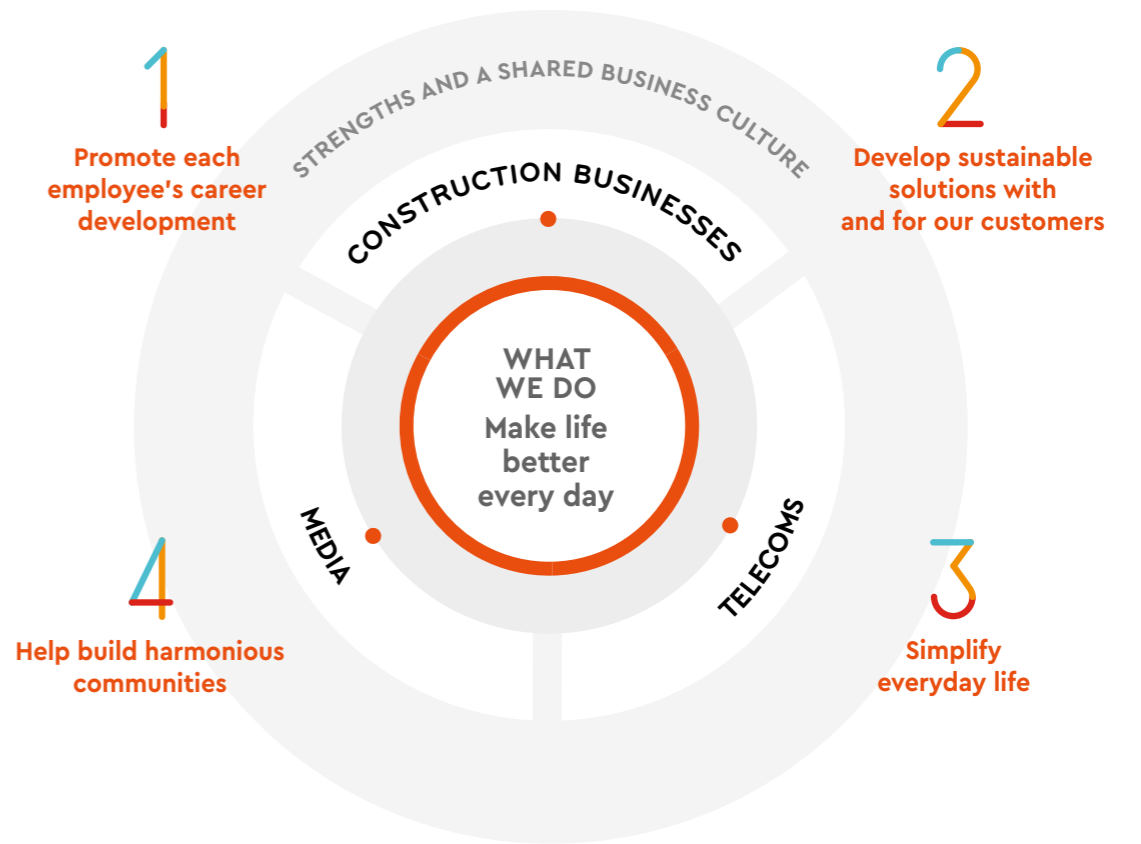 STRENGTHS AND A SHARED BUSINESS CULTURE
1
Promote each
employee's career
development
2
Develop sustainable
solutions with
and for our customers
CONSTRUCTION BUSINESSES
WHAT
WE DO
Make life
better
every day
MEDIA
TELECOMS
4
Help build harmonious
communities
3
Simplify
everyday life